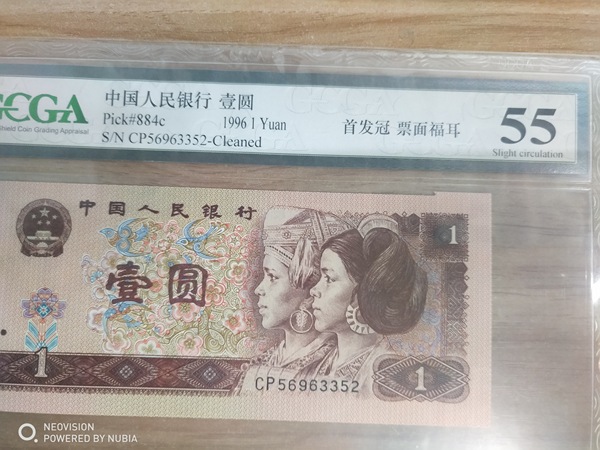 GCGA
中国人民银行 壹圆
Shield Coin Grading Appraisal
Pick#884c 1996 1 Yuan
首发冠 票面福耳
S/N CP56963352-Cleaned
55
Slight circulation
中国人民银行
1
壹圆
1
CP56963352
1
NEOVISION
POWERED BY NUBIA